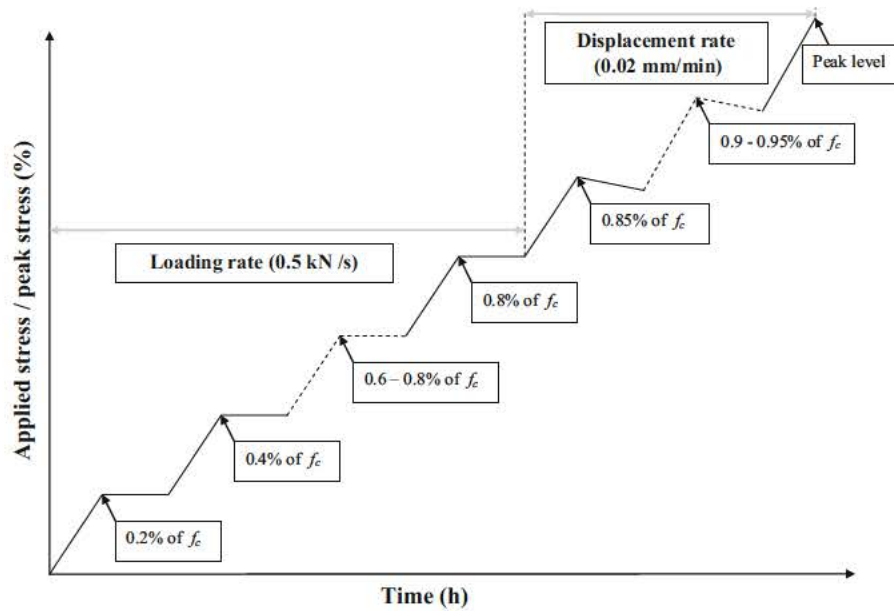 Displacement rate
(0.02 mm/min)
Peak level
0.9 - 0.95% of fc
0.85% of fc
Loading rate (0.5 kN /s)
0.8% of fc
0.6 – 0.8% of fc
0.4% of fc
0.2% of fc
Applied stress / peak stress (%)
Time (h)